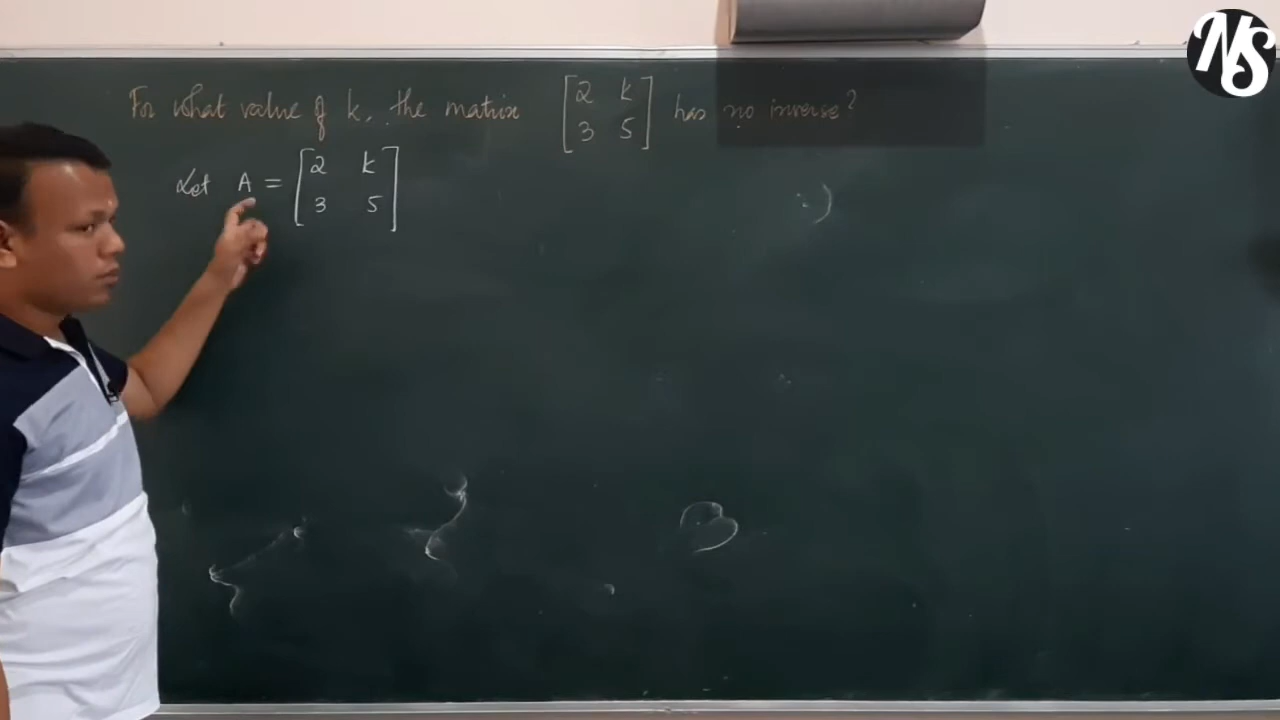 For what value of k, the matrix [2 k 3 5] has no inverse?
Let A = [2 k 3 5]
NS